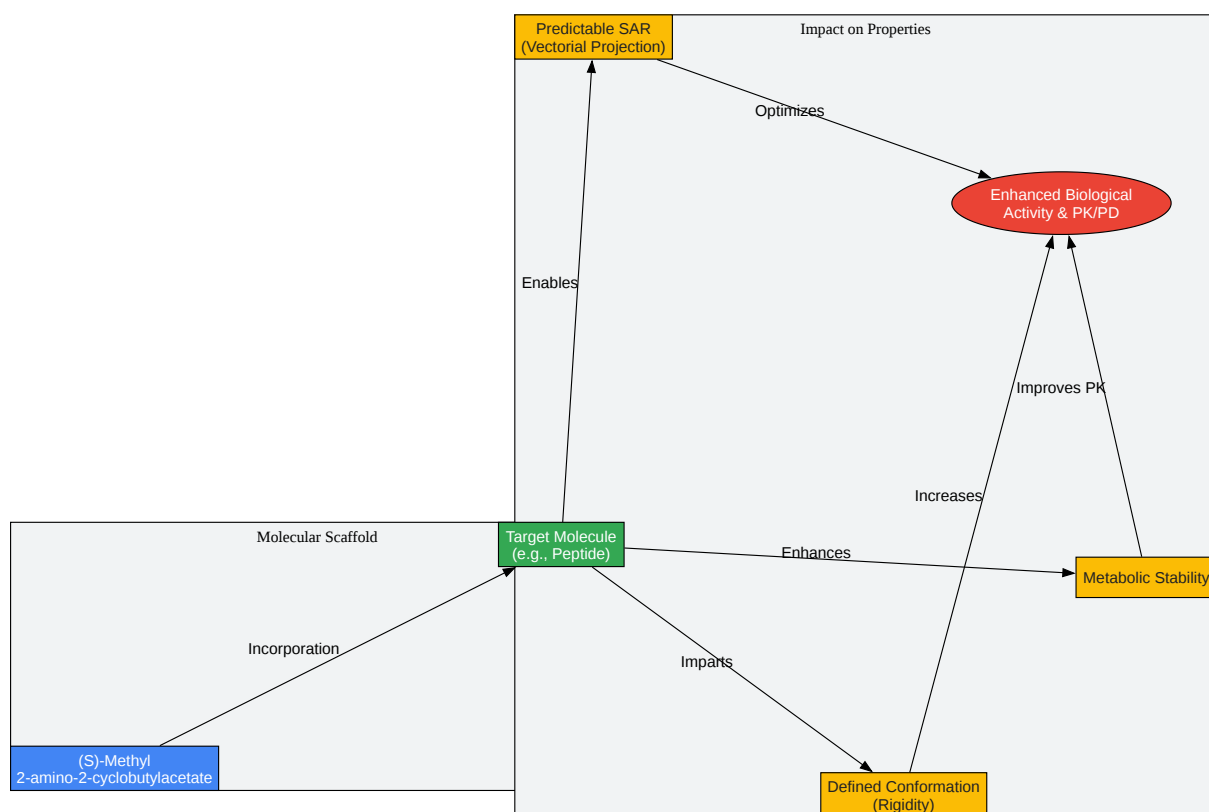 Predictable SAR
(Vectorial Projection)
Impact on Properties
Optimizes
Enhanced Biological
Activity & PK/PD
Enables
Improves PK
Increases
Molecular Scaffold
Target Molecule
(e.g., Peptide)
Enhances
Metabolic Stability
Incorporation
Imparts
(S)-Methyl
2-amino-2-cyclobutylacetate
Defined Conformation
(Rigidity)